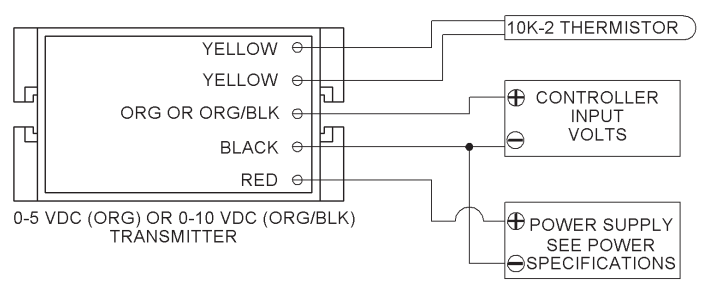 YELLOW
YELLOW
ORG OR ORG/BLK
BLACK
RED
0-5 VDC (ORG) OR 0-10 VDC (ORG/BLK)
TRANSMITTER
10K-2 THERMISTOR
CONTROLLER
INPUT
VOLTS
POWER SUPPLY
SEE POWER
SPECIFICATIONS